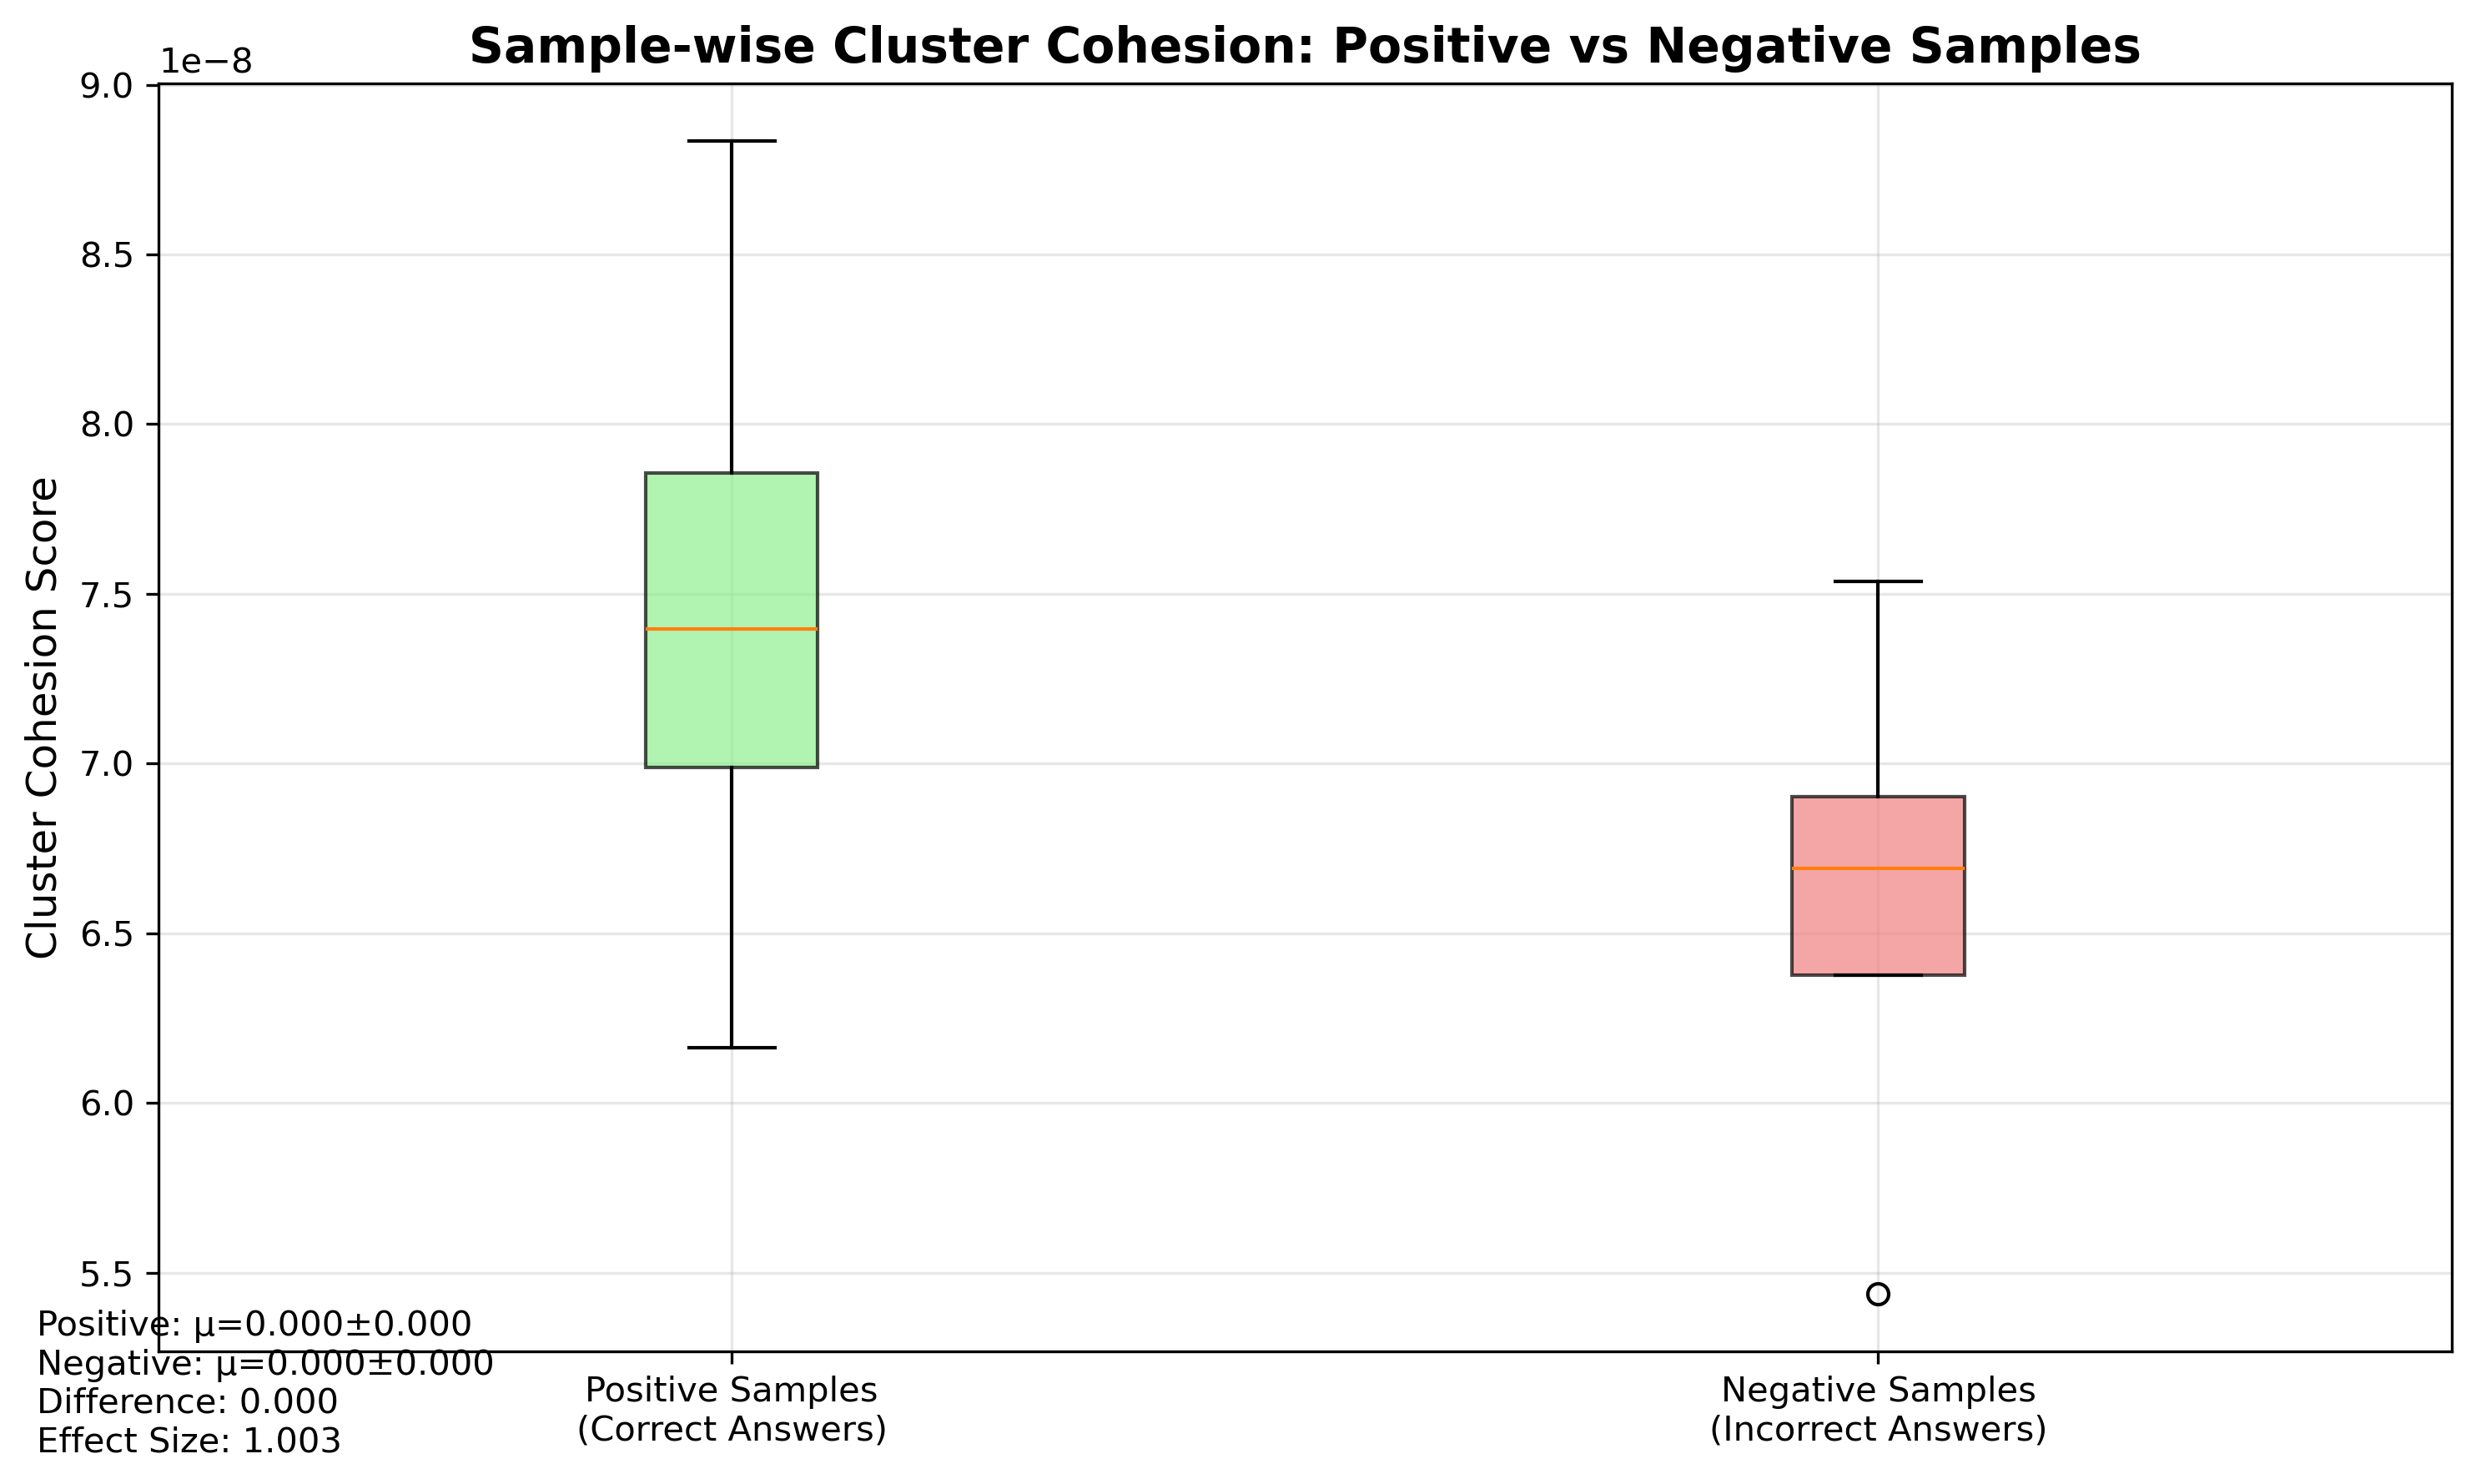 Sample-wise Cluster Cohesion: Positive vs Negative Samples
1e−8
9.0
8.5
8.0
7.5
7.0
6.5
6.0
5.5
Cluster Cohesion Score
Positive: μ=0.000±0.000
Negative: μ=0.000±0.000
Difference: 0.000
Effect Size: 1.003
Positive Samples
(Correct Answers)
Negative Samples
(Incorrect Answers)